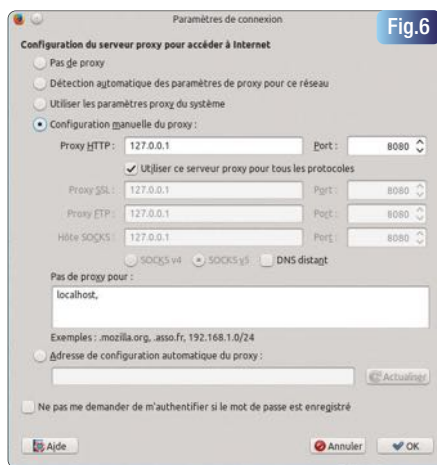 Paramètres de connexion
Fig.6
Configuration du serveur proxy pour accéder à Internet
Pas de proxy
Détection automatique des paramètres de proxy pour ce réseau
Utiliser les paramètres proxy du système
Configuration manuelle du proxy :
Proxy HTTP : 127.0.0.1 Port : 8080
Utiliser ce serveur proxy pour tous les protocoles
Proxy SSL : 127.0.0.1 Port : 8080
Proxy FTP : 127.0.0.1 Port : 8080
Hôte SOCKS : 127.0.0.1 Port : 8080
SOCKS v4 SOCKS v5 DNS distant
Pas de proxy pour :
localhost,
Exemples : .mozilla.org, .asso.fr, 192.168.1.0/24
Adresse de configuration automatique du proxy :
Actualiser
Ne pas me demander de m'authentifier si le mot de passe est enregistré
Aide Annuler OK